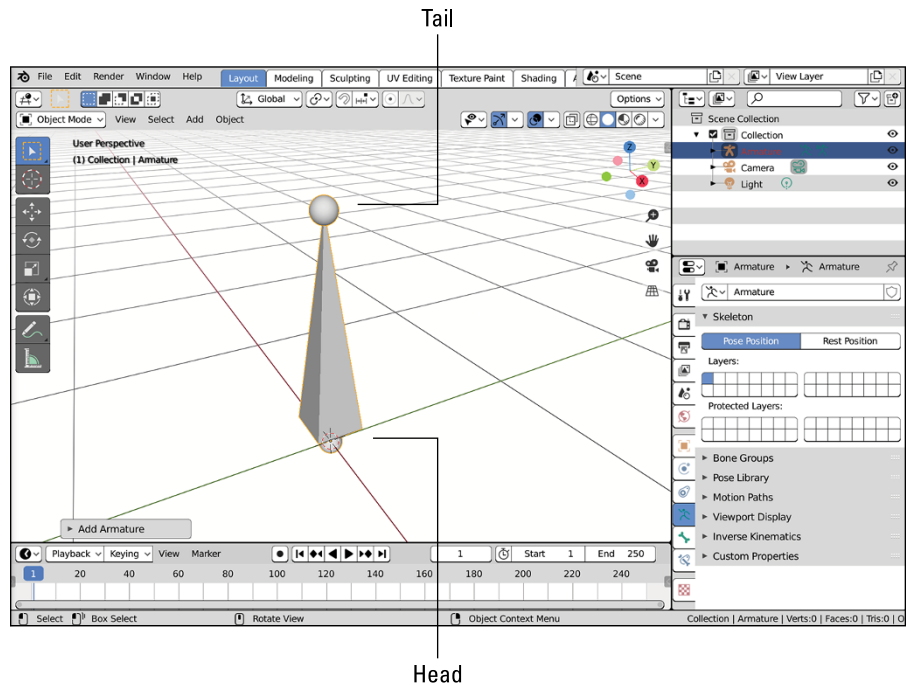 Tail
File Edit Render Window Help Layout Modeling Sculpting UV Editing Texture Paint Shading Scene View Layer
Global Options
Object Mode View Select Add Object
Scene Collection
Collection
Camera
Light
User Perspective
(1) Collection | Armature
Z
Y
X
Armature Armature
Armature
Skeleton
Pose Position Rest Position
Layers:
Protected Layers:
Bone Groups
Pose Library
Motion Paths
Viewport Display
Inverse Kinematics
Custom Properties
Add Armature
Playback Keying View Marker 1 Start 1 End 250
1 20 40 60 80 100 120 140 160 180 200 220 240
Select Box Select Rotate View Object Context Menu Collection | Armature | Verts:0 | Faces:0 | Tris:0 | O
Head